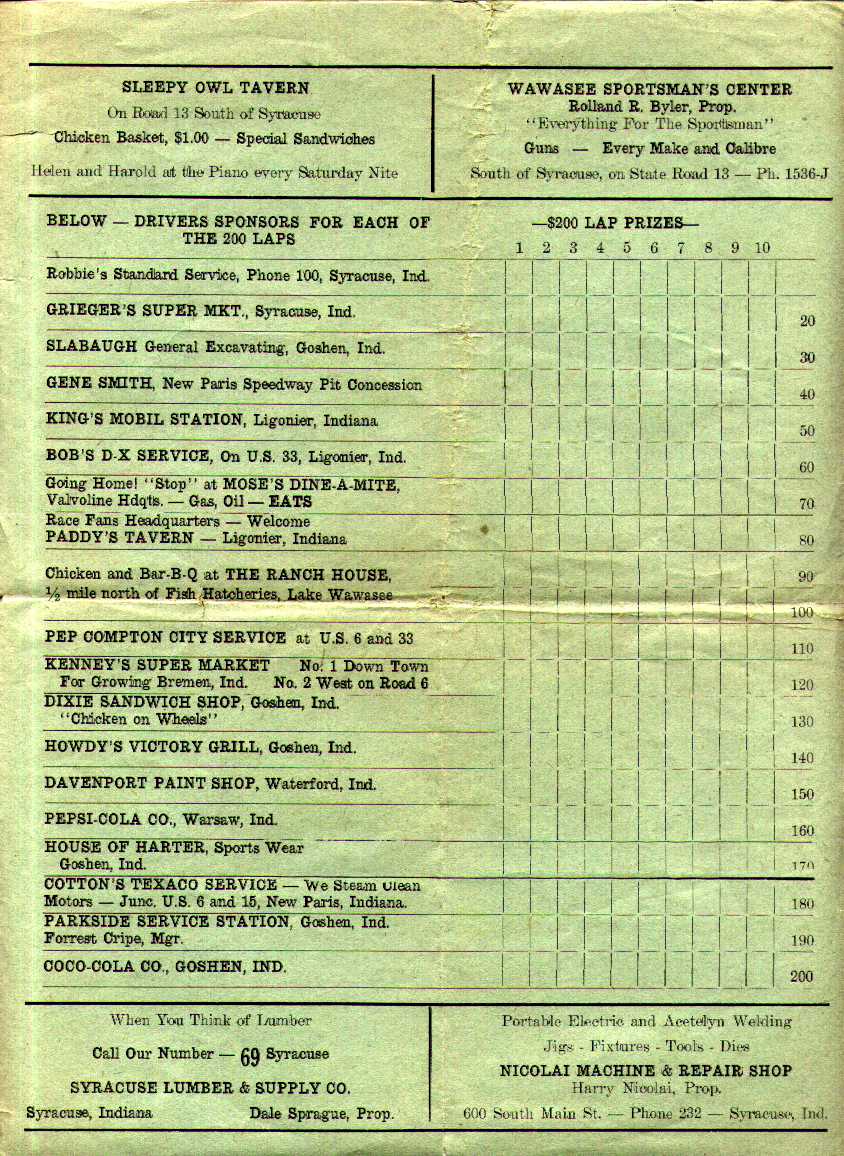 SLEEPY OWL TAVERN
On Road 13 South of Syracuse
Chicken Basket, $1.00 — Special Sandwiches
Helen and Harold at the Piano every Saturday Nite
WAWASEE SPORTSMAN'S CENTER
Rolland R. Byler, Prop.
"Everything For The Sportsman"
Guns — Every Make and Calibre
South of Syracuse, on State Road 13 — Ph. 1536-J
BELOW — DRIVERS SPONSORS FOR EACH OF
THE 200 LAPS
—$200 LAP PRIZES—
1 2 3 4 5 6 7 8 9 10
Robbie's Standard Service, Phone 100, Syracuse, Ind.
GRIEGER'S SUPER MKT., Syracuse, Ind.
20
SLABAUGH General Excavating, Goshen, Ind.
30
GENE SMITH, New Paris Speedway Pit Concession
40
KING'S MOBIL STATION, Ligonier, Indiana
50
BOB'S D-X SERVICE, On U.S. 33, Ligonier, Ind.
60
Going Home! "Stop" at MOSE'S DINE-A-MITE,
Valvoline Hdqts. — Gas, Oil — EATS
70
Race Fans Headquarters — Welcome
PADDY'S TAVERN — Ligonier, Indiana
80
Chicken and Bar-B-Q at THE RANCH HOUSE,
90
½ mile north of Fish Hatcheries, Lake Wawasee
100
PEP COMPTON CITY SERVICE at U.S. 6 and 33
110
KENNEY'S SUPER MARKET No. 1 Down Town
For Growing Bremen, Ind. No. 2 West on Road 6
120
DIXIE SANDWICH SHOP, Goshen, Ind.
"Chicken on Wheels"
130
HOWDY'S VICTORY GRILL, Goshen, Ind.
140
DAVENPORT PAINT SHOP, Waterford, Ind.
150
PEPSI-COLA CO., Warsaw, Ind.
160
HOUSE OF HARTER, Sports Wear
Goshen, Ind.
170
COTTON'S TEXACO SERVICE — We Steam Clean
Motors — Junc. U.S. 6 and 15, New Paris, Indiana.
180
PARKSIDE SERVICE STATION, Goshen, Ind.
Forrest Cripe, Mgr.
190
COCO-COLA CO., GOSHEN, IND.
200
When You Think of Lumber
Call Our Number — 69 Syracuse
SYRACUSE LUMBER & SUPPLY CO.
Syracuse, Indiana Dale Sprague, Prop.
Portable Electric and Acetellyn Welding
Jigs - Fixtures - Tools - Dies
NICOLAI MACHINE & REPAIR SHOP
Harry Nicolai, Prop.
600 South Main St. — Phone 232 — Syracuse, Ind.